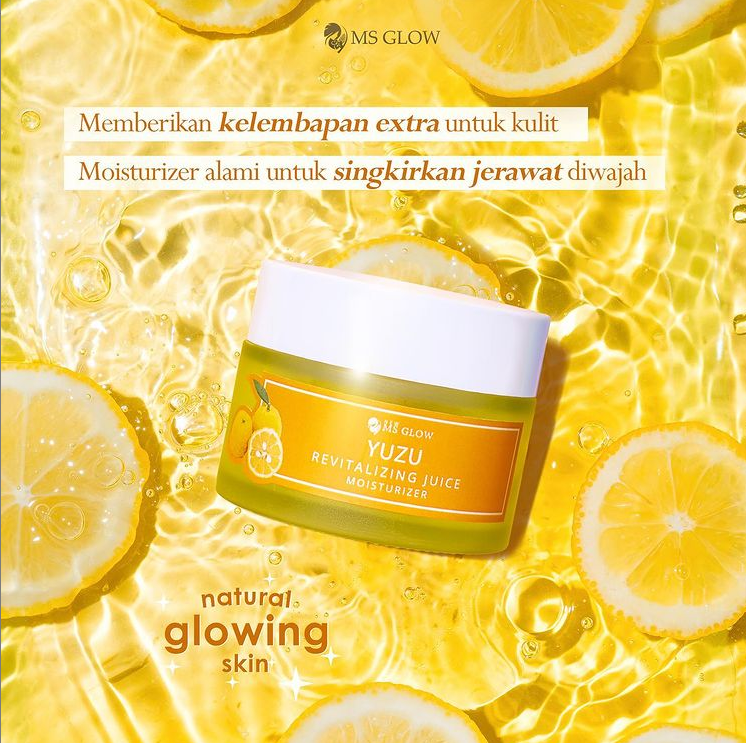 MS GLOW
Memberikan kelembapan extra untuk kulit
Moisturizer alami untuk singkirkan jerawat diwajah
MS GLOW
YUZU
REVITALIZING JUICE
MOISTURIZER
natural
glowing
skin